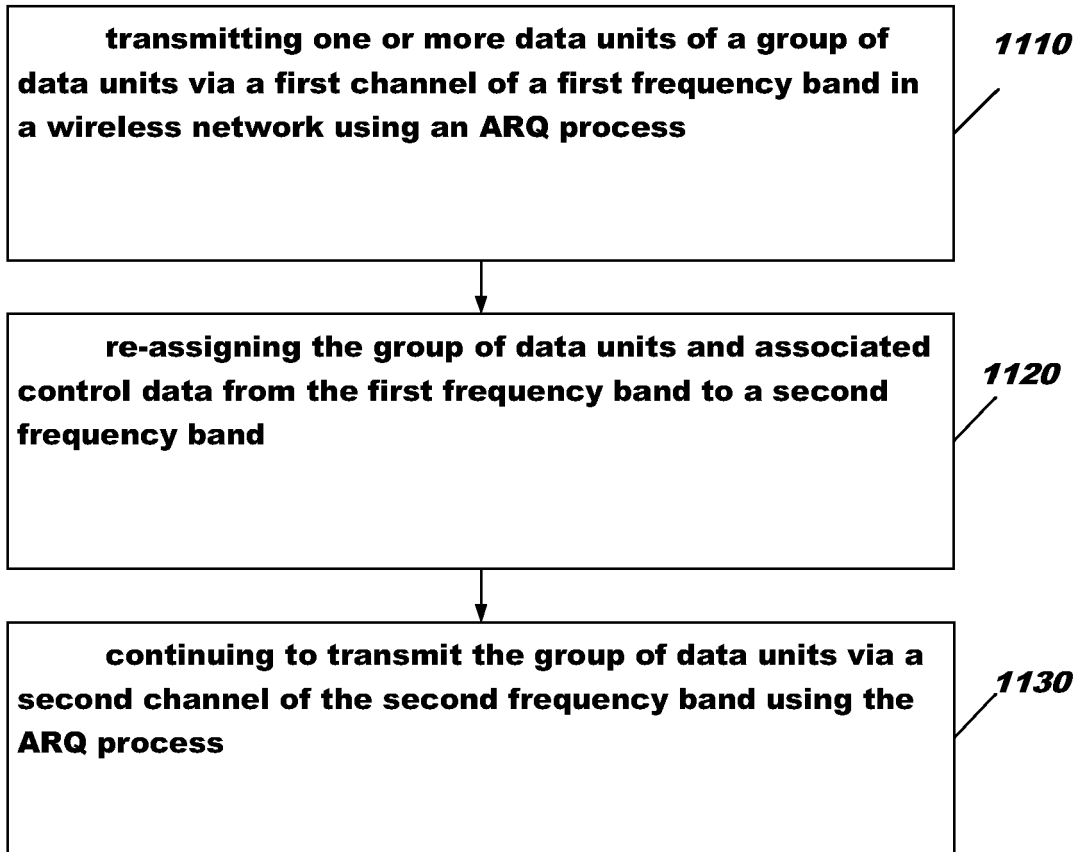 transmitting one or more data units of a group of
data units via a first channel of a first frequency band in
a wireless network using an ARQ process
1110
re-assigning the group of data units and associated
control data from the first frequency band to a second
frequency band
1120
continuing to transmit the group of data units via a
second channel of the second frequency band using the
ARQ process
1130